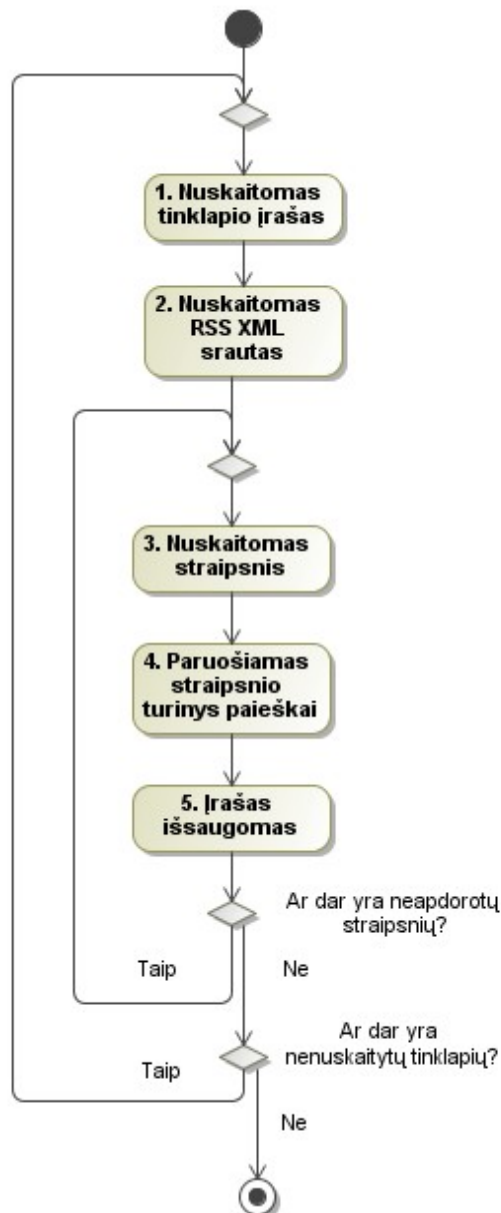 1. Nuskaitomas
tinklapio įrašas
2. Nuskaitomas
RSS XML
srautas
3. Nuskaitomas
straipsnis
4. Paruošiamas
straipsnio
turinys paieškai
5. Įrašas
išsaugomas
Ar dar yra neapdorotų
straipsnių?
Taip
Ne
Ar dar yra
nenuskaitytų tinklapių?
Taip
Ne